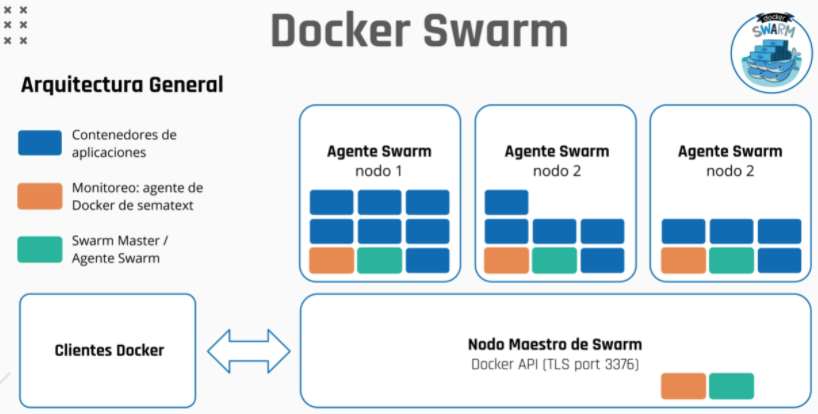 Docker Swarm
docker
SWARM
Arquitectura General
Contenedores de
aplicaciones
Monitoreo: agente de
Docker de sematext
Swarm Master /
Agente Swarm
Agente Swarm
nodo 1
Agente Swarm
nodo 2
Agente Swarm
nodo 2
Clientes Docker
Nodo Maestro de Swarm
Docker API (TLS port 3376)